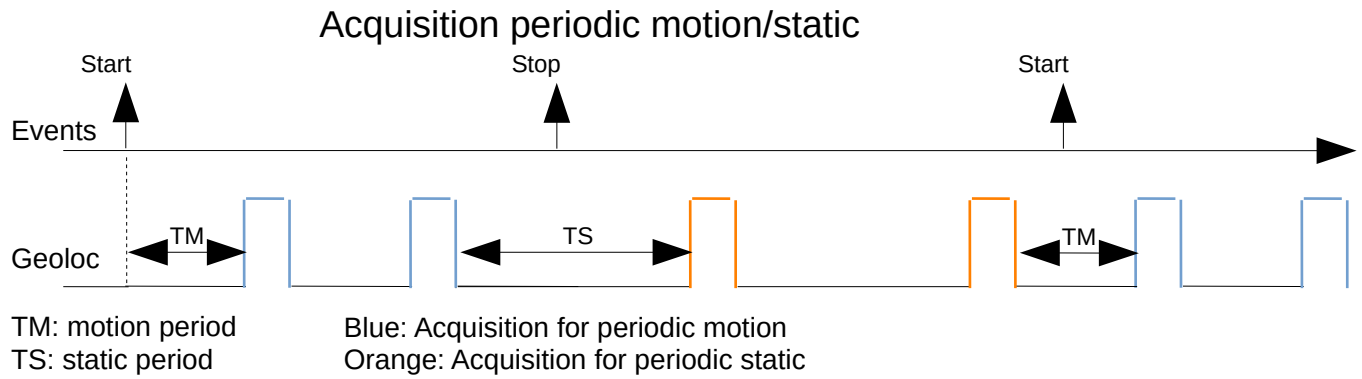 Acquisition periodic motion/static
Start
Stop
Start
Events
TM
TS
TM
Geoloc
TM: motion period
Blue: Acquisition for periodic motion
TS: static period
Orange: Acquisition for periodic static